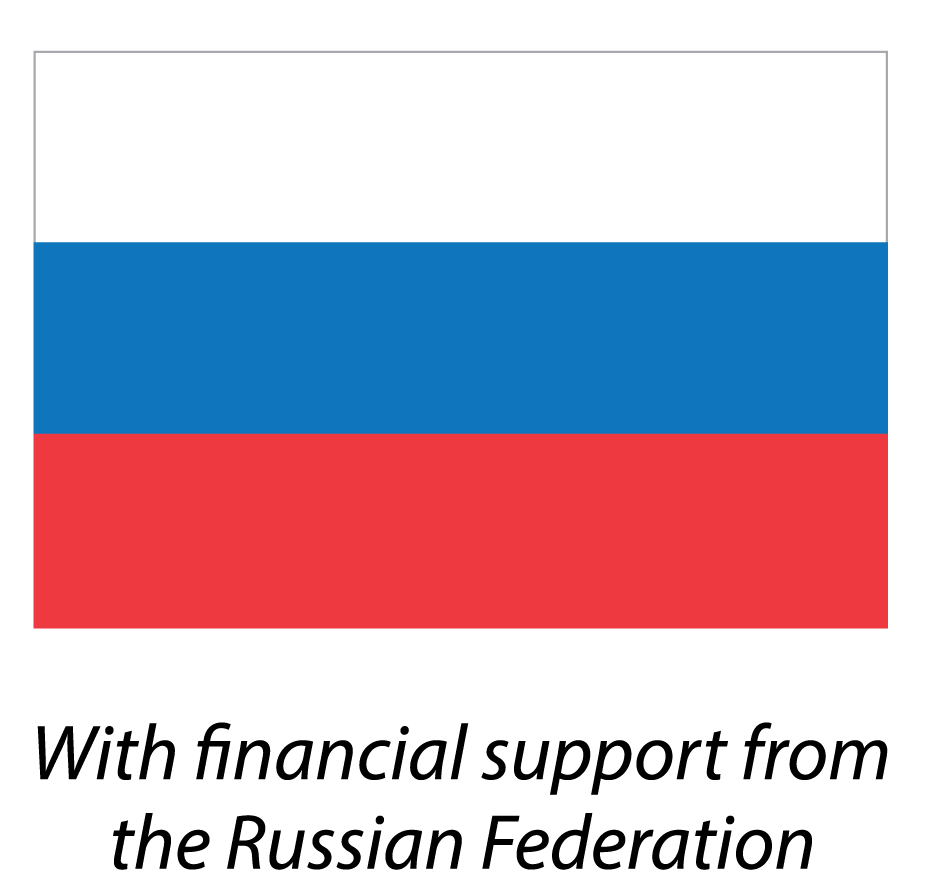 With financial support from
the Russian Federation